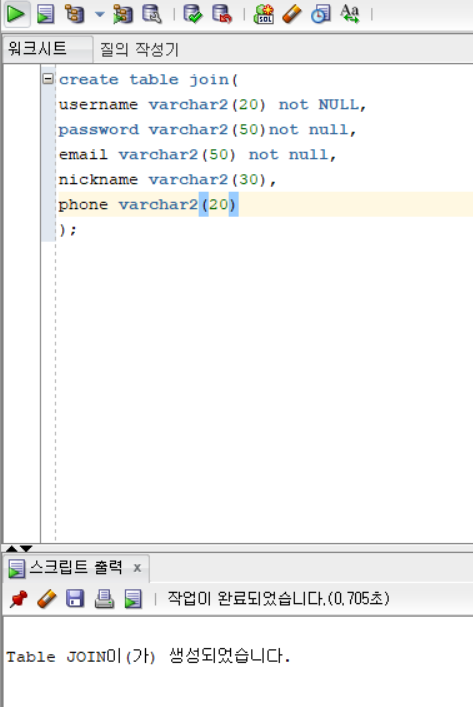 SQL
Aa
워크시트 질의 작성기
create table join(
username varchar2(20) not NULL,
password varchar2(50)not null,
email varchar2(50) not null,
nickname varchar2(30),
phone varchar2(20)
);
스크립트 출력 x
작업이 완료되었습니다.(0,705초)
Table JOIN이(가) 생성되었습니다.